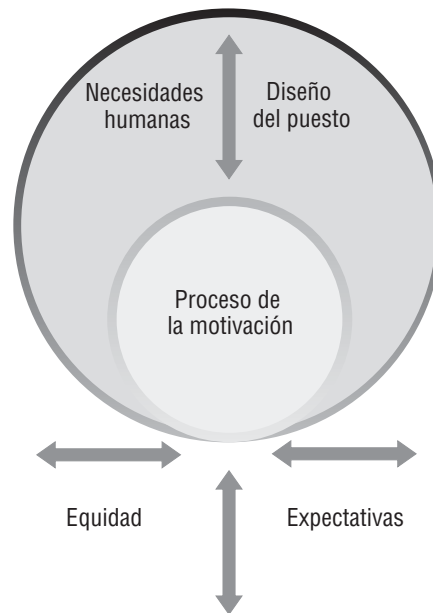 Necesidades
humanas
Diseño
del puesto
Proceso de
la motivación
Equidad
Expectativas